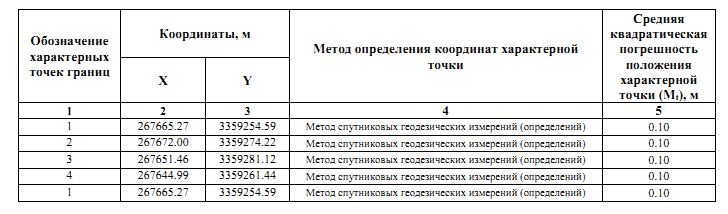 Обозначение характерных точек границ
Координаты, м
Метод определения координат характерной точки
Средняя квадратическая погрешность положения характерной точки (Mt), м
X
Y
1 2 3 4 5
1 267665.27 3359254.59 Метод спутниковых геодезических измерений (определений) 0.10
2 267672.00 3359274.22 Метод спутниковых геодезических измерений (определений) 0.10
3 267651.46 3359281.12 Метод спутниковых геодезических измерений (определений) 0.10
4 267644.99 3359261.44 Метод спутниковых геодезических измерений (определений) 0.10
1 267665.27 3359254.59 Метод спутниковых геодезических измерений (определений) 0.10